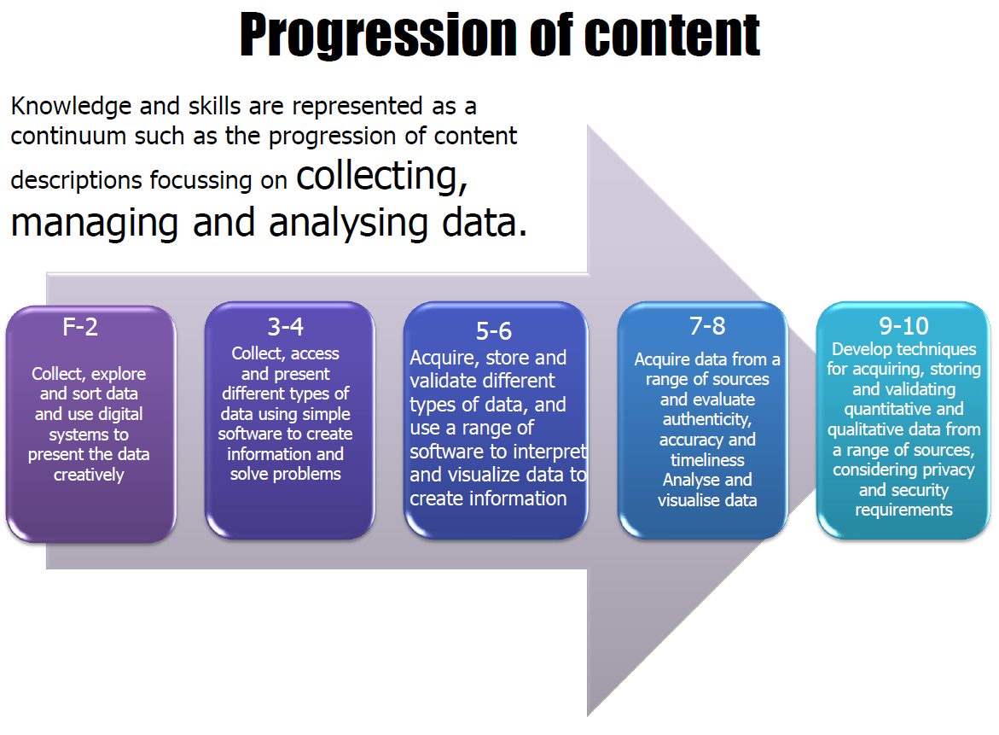 Progression of content
Knowledge and skills are represented as a
continuum such as the progression of content
descriptions focussing on collecting,
managing and analysing data.
F-2
Collect, explore
and sort data
and use digital
systems to
present the data
creatively
3-4
Collect, access
and present
different types of
data using simple
software to create
information and
solve problems
5-6
Acquire, store and
validate different
types of data, and
use a range of
software to interpret
and visualize data to
create information
7-8
Acquire data from a
range of sources
and evaluate
authenticity,
accuracy and
timeliness
Analyse and
visualise data
9-10
Develop techniques
for acquiring, storing
and validating
quantitative and
qualitative data from
a range of sources,
considering privacy
and security
requirements